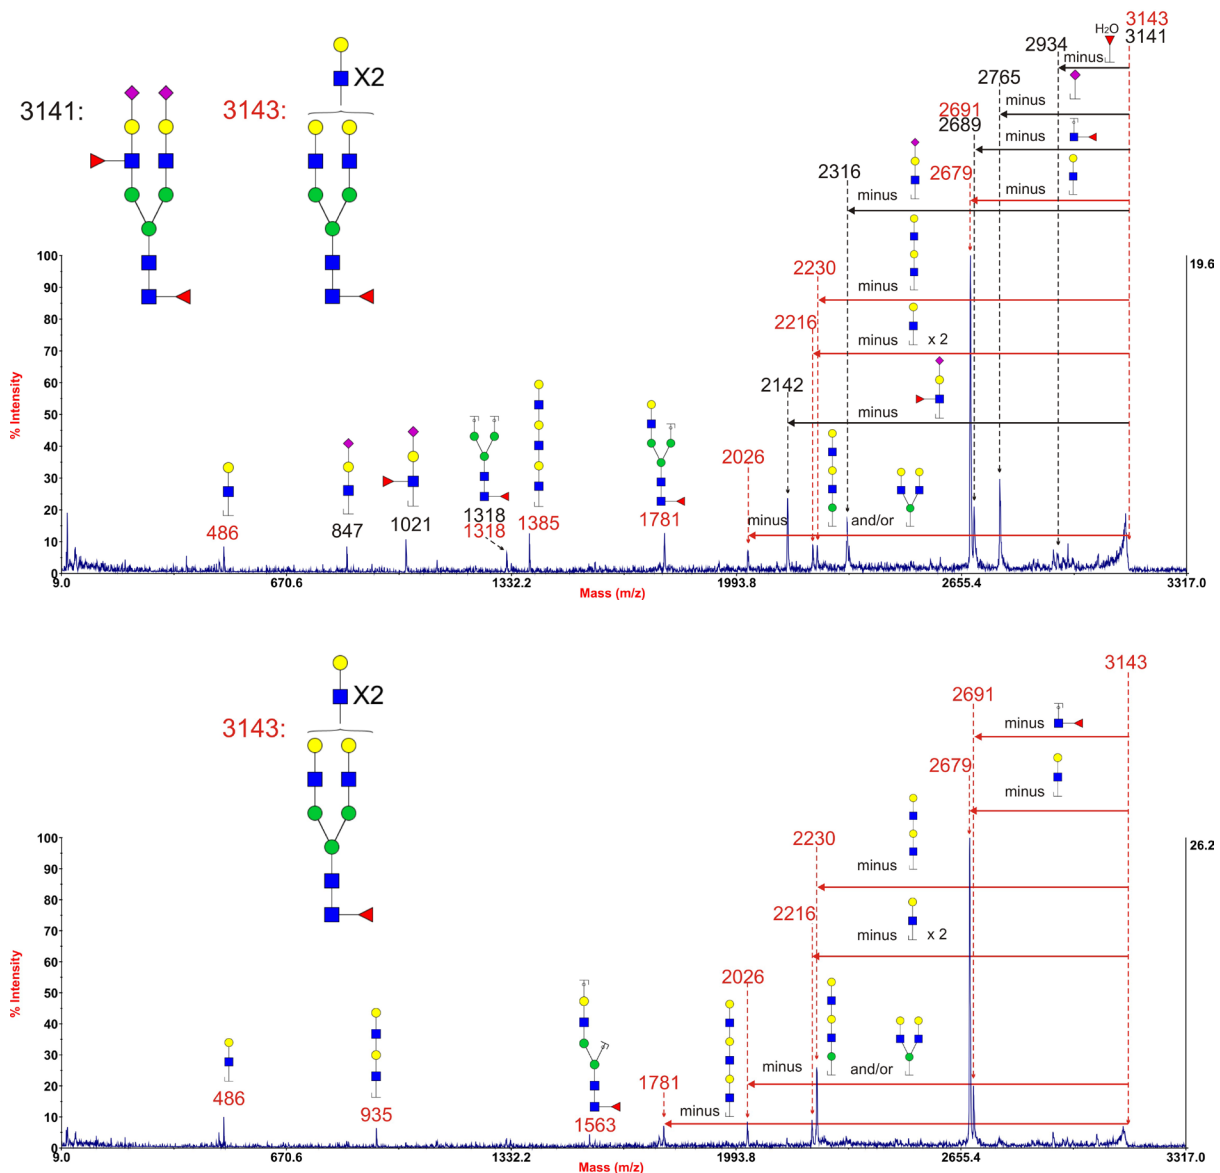 3143
3141
H₂O
2934
minus
2765
minus
2691
2689
minus
X2
3141:
3143:
2316
minus
2679
minus
2230
minus
2216
minus x 2
2142
minus
2026
minus and/or
486
847
1021
1318
1318
1385
1781
100
90
80
70
60
50
40
30
20
10
0
% Intensity
19.6
9.0 670.6 1332.2 1993.8 2655.4 3317.0
Mass (m/z)
3143
X2
3143:
2691
minus
2679
minus
2230
minus
2216
minus x 2
2026
minus and/or
1781
minus
486
935
1563
100
90
80
70
60
50
40
30
20
10
0
% Intensity
26.2
9.0 670.6 1332.2 1993.8 2655.4 3317.0
Mass (m/z)